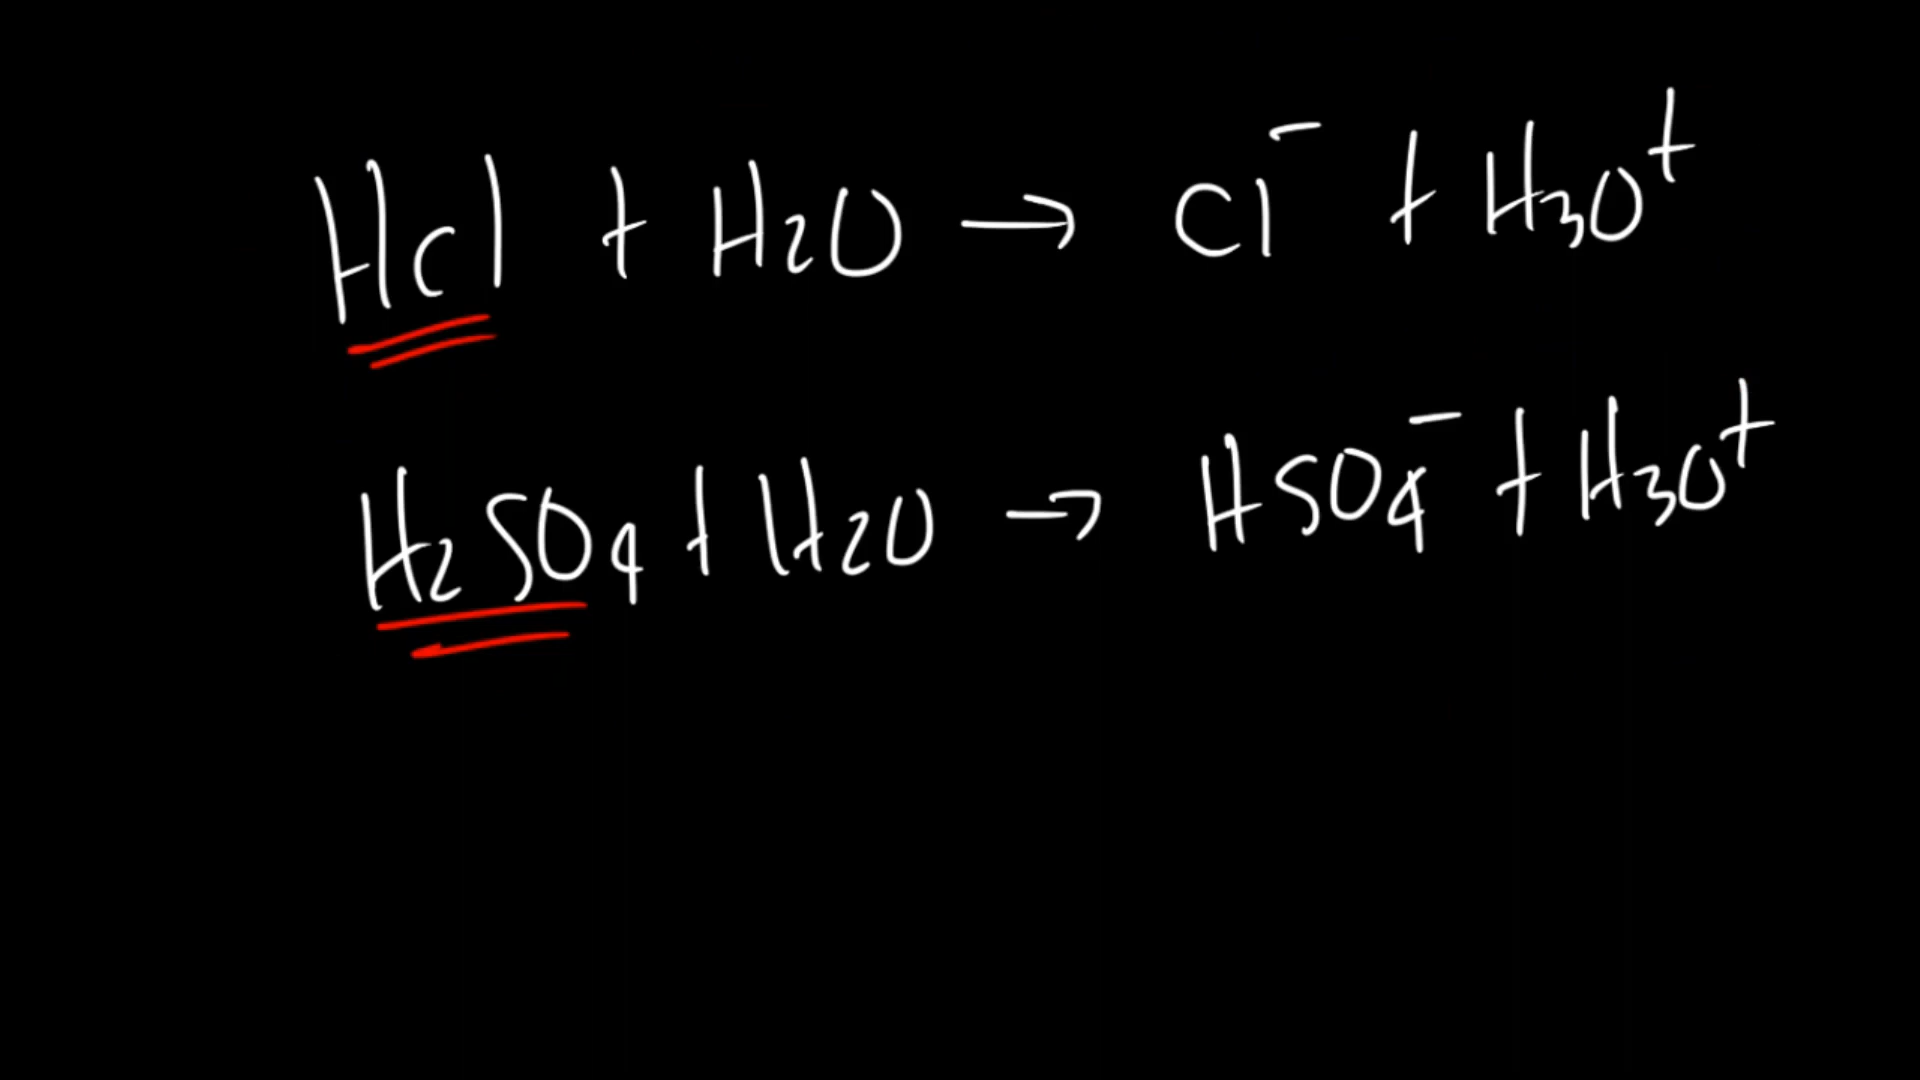 HCl + H2O → Cl⁻ + H3O⁺
H2SO4 + H2O → HSO4⁻ + H3O⁺